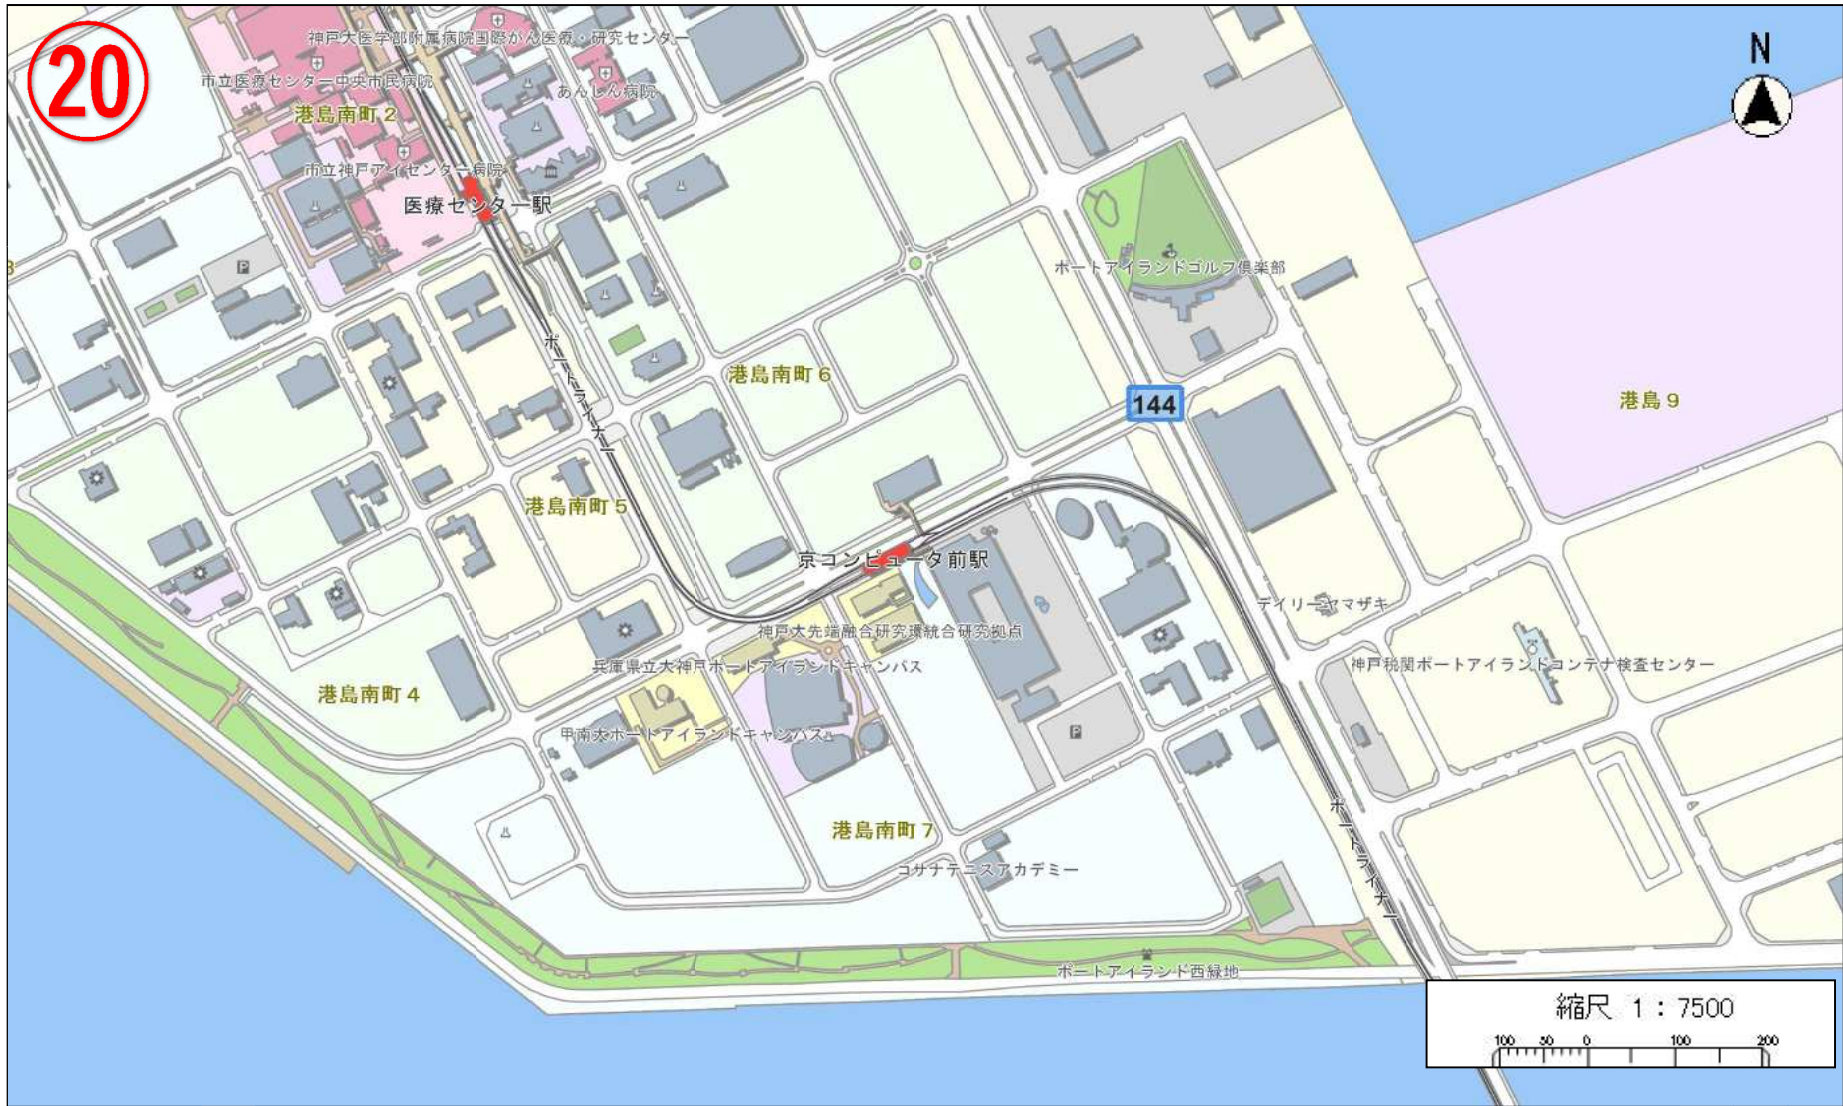 20
N
神戸大医学部附属病院国際がん医療・研究センター
市立医療センター中央市民病院
あんしん病院
港島南町2
市立神戸アイセンター病院
医療センター駅
P
ポートアイランドゴルフ倶楽部
ポートライナー
港島南町6
144
港島9
港島南町5
京コンピュータ前駅
デイリーヤマザキ
神戸大先端融合研究環統合研究拠点
兵庫県立大神戸ポートアイランドキャンパス
神戸税関ポートアイランドコンテナ検査センター
港島南町4
甲南大ポートアイランドキャンパス
P
ポートライナー
港島南町7
コサナテニスアカデミー
ポートアイランド西緑地
縮尺 1：7500
100 50 0 100 200